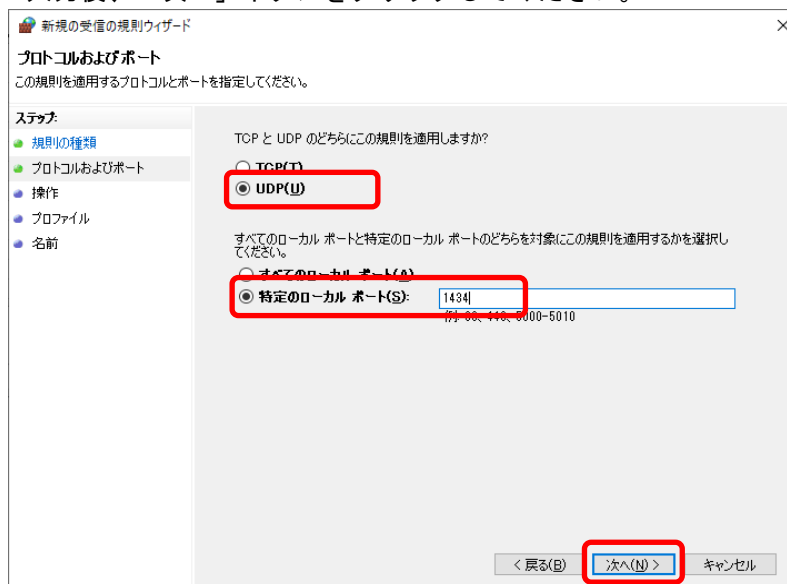 新規の受信の規則ウィザード
プロトコルおよびポート
この規則を適用するプロトコルとポートを指定してください。
ステップ:
規則の種類
プロトコルおよびポート
操作
プロファイル
名前
TCP と UDP のどちらにこの規則を適用しますか?
TCP(T)
UDP(U)
すべてのローカル ポートと特定のローカル ポートのどちらを対象にこの規則を適用するかを選択し
てください。
すべてのローカル ポート(A)
特定のローカル ポート(S):
1434
例: 80、443、5000-5010
< 戻る(B)
次へ(N) >
キャンセル